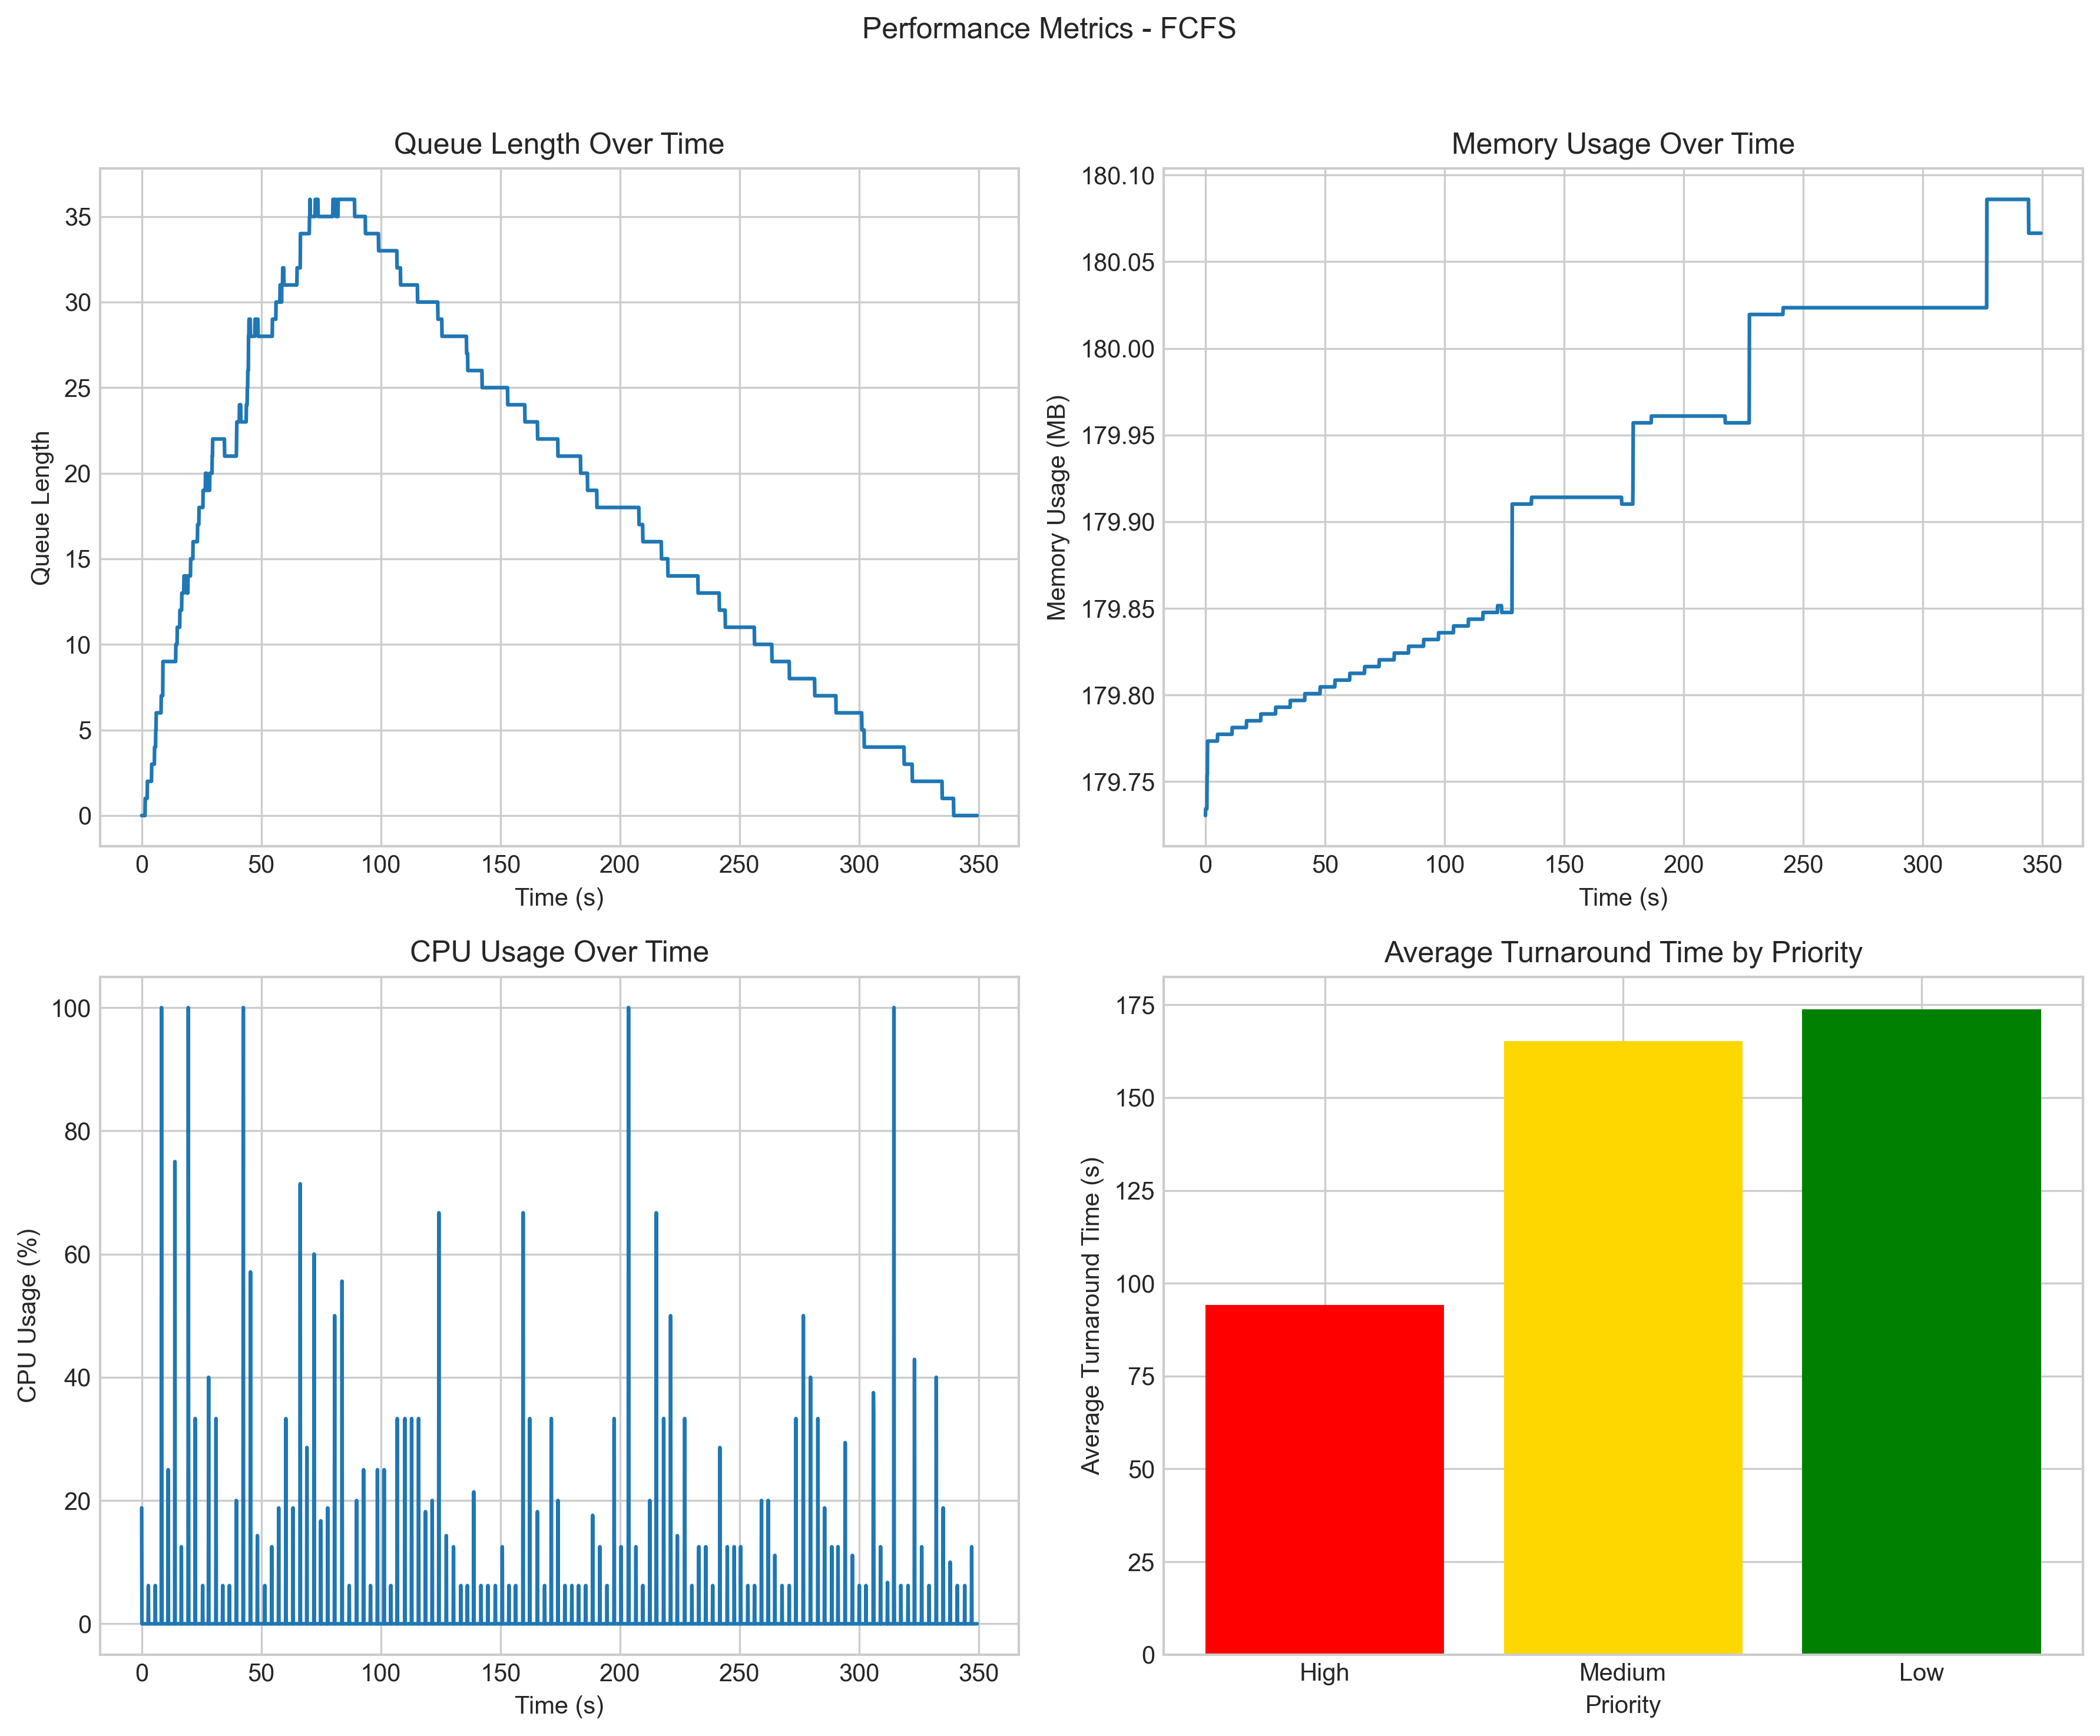 Performance Metrics - FCFS
Queue Length Over Time
Queue Length
35
30
25
20
15
10
5
0
0 50 100 150 200 250 300 350
Time (s)
Memory Usage Over Time
Memory Usage (MB)
180.10
180.05
180.00
179.95
179.90
179.85
179.80
179.75
0 50 100 150 200 250 300 350
Time (s)
CPU Usage Over Time
CPU Usage (%)
100
80
60
40
20
0
0 50 100 150 200 250 300 350
Time (s)
Average Turnaround Time by Priority
Average Turnaround Time (s)
175
150
125
100
75
50
25
0
High Medium Low
Priority